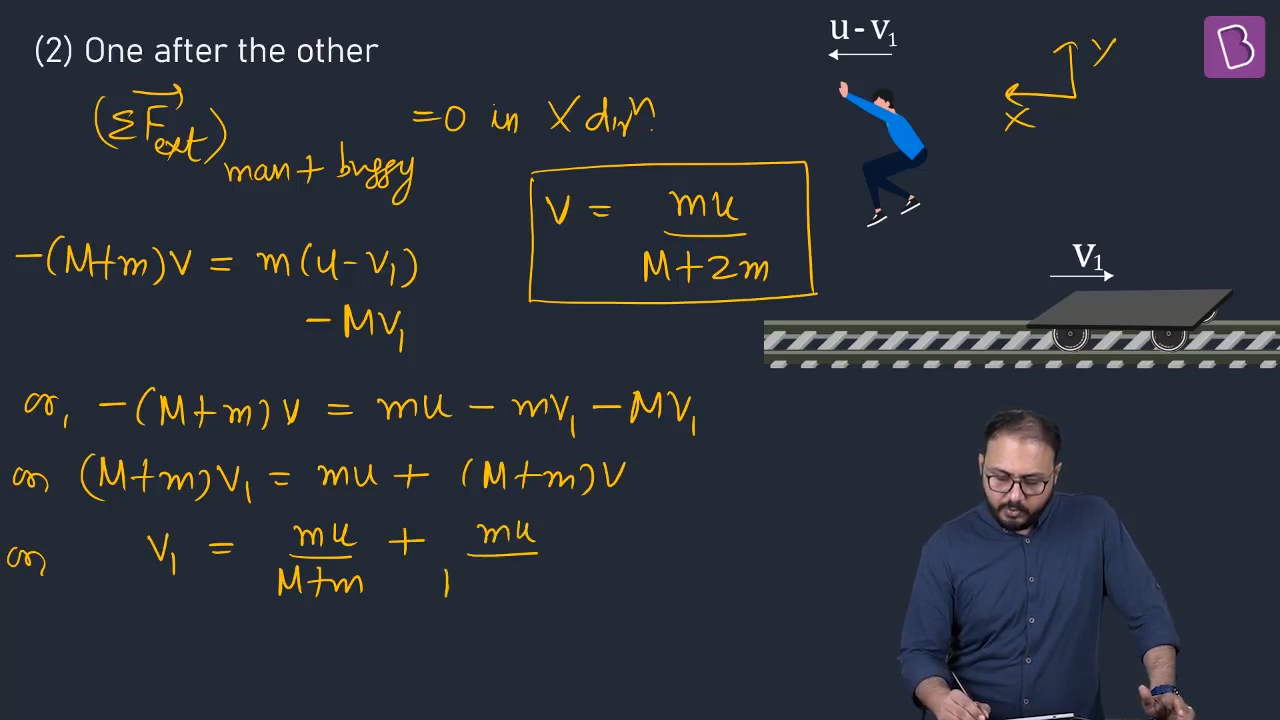 (2) One after the other
(ΣF⃗ext)man + buggy = 0 in X dirⁿ.
V = mu / M+2m
-(M+m)V = m(u-V₁)
- MV₁
or, -(M+m)V = mu - mV₁ - MV₁
or (M+m)V₁ = mu + (M+m)V
or V₁ = mu / M+m + mu /
u - v₁
Y
X
V₁
B